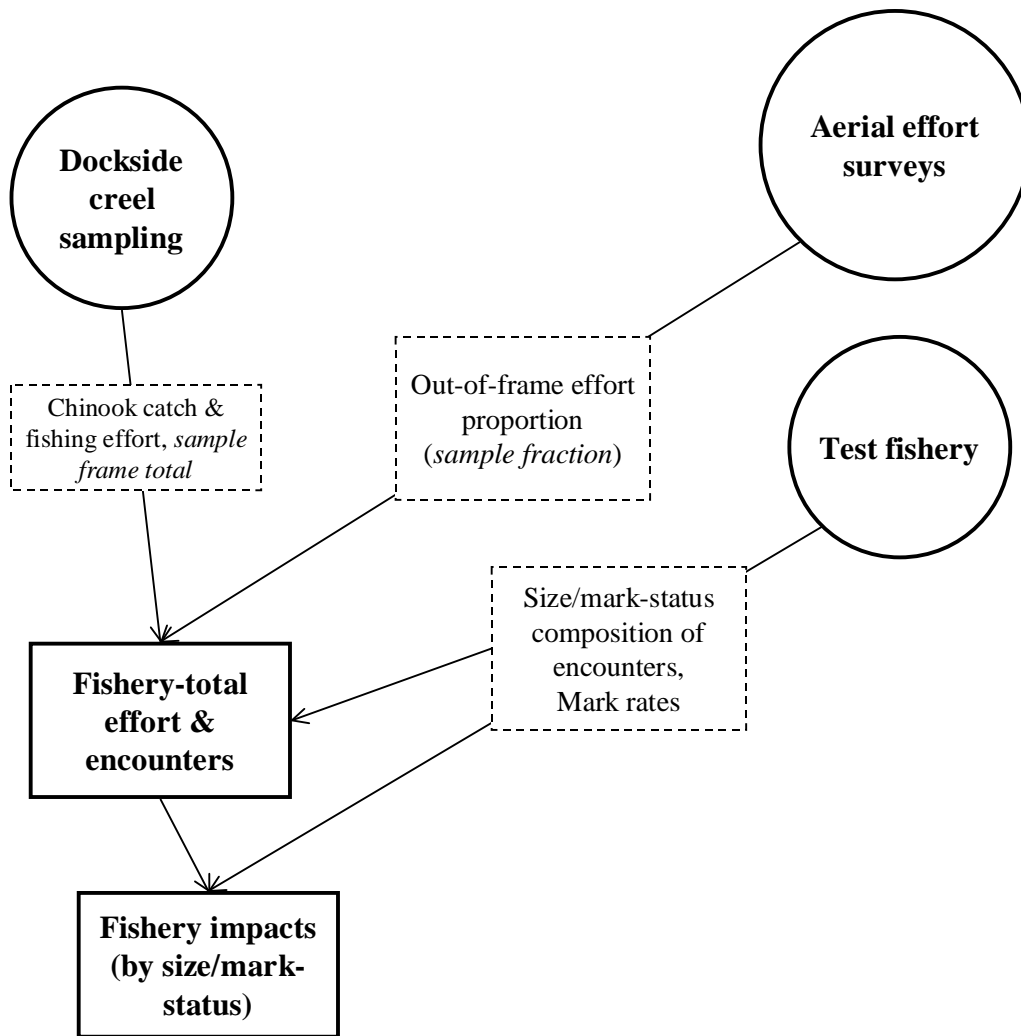 Dockside
creel
sampling
Aerial effort
surveys
Chinook catch &
fishing effort, sample
frame total
Out-of-frame effort
proportion
(sample fraction)
Test fishery
Size/mark-status
composition of
encounters,
Mark rates
Fishery-total
effort &
encounters
Fishery impacts
(by size/mark-
status)